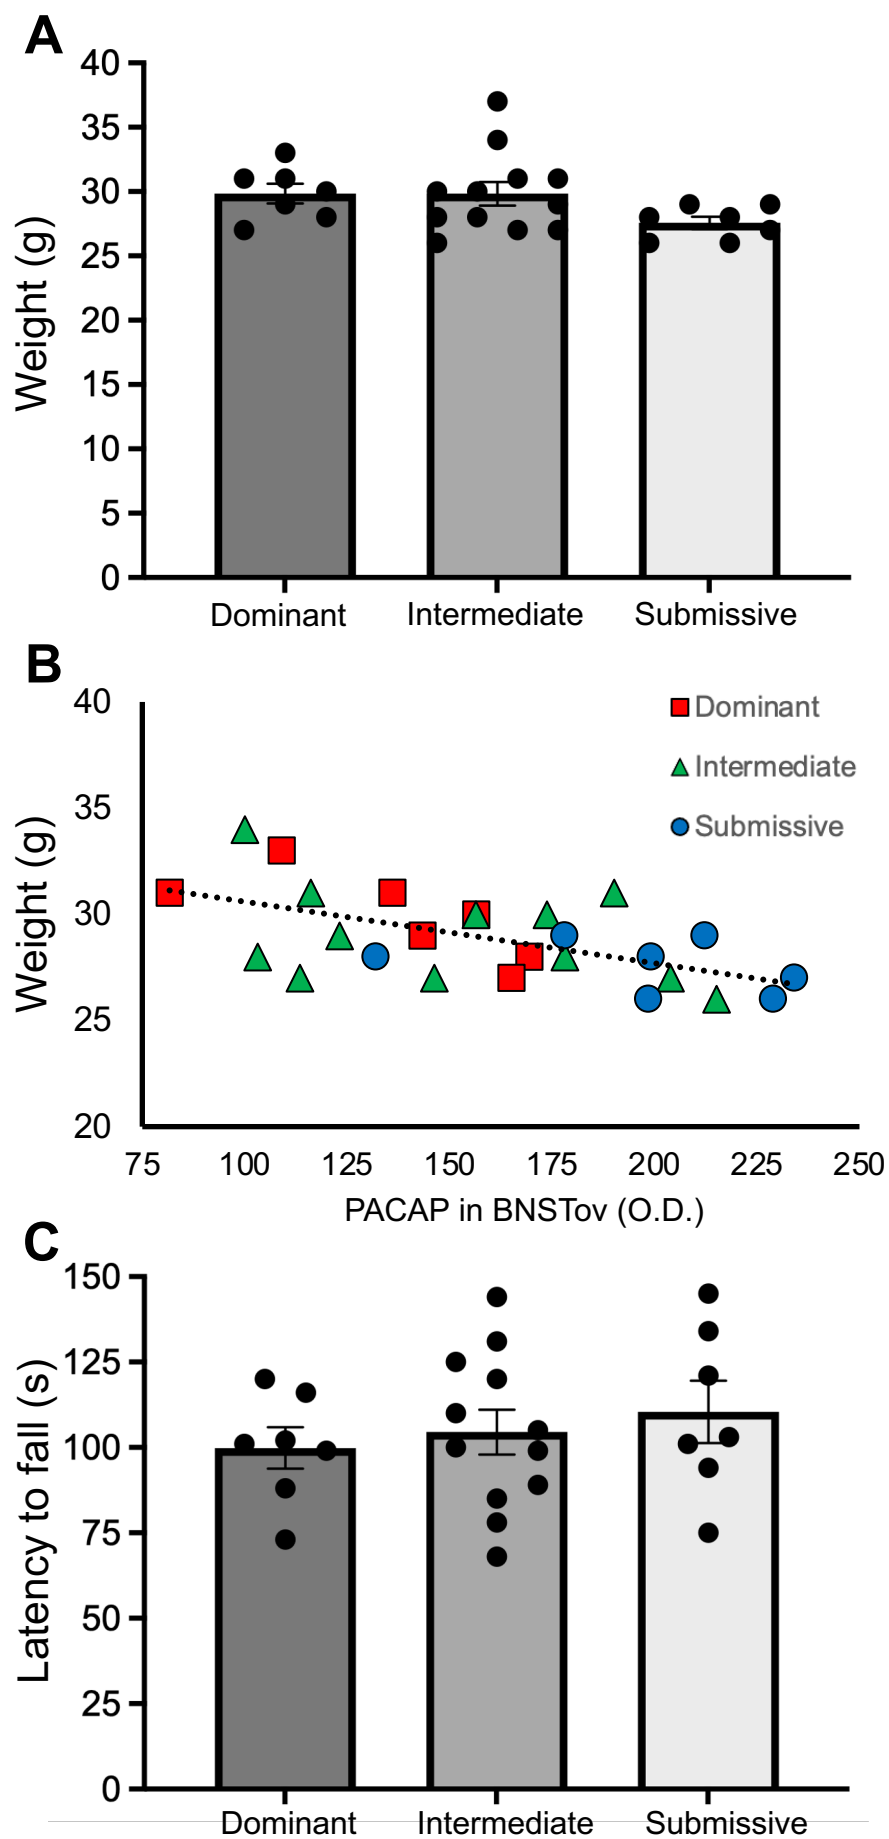 A
40
35
30
25
20
15
10
5
0
Weight (g)
Dominant Intermediate Submissive
B
40
35
30
25
20
Weight (g)
Dominant
Intermediate
Submissive
75 100 125 150 175 200 225 250
PACAP in BNSTov (O.D.)
C
150
125
100
75
50
25
0
Latency to fall (s)
Dominant Intermediate Submissive